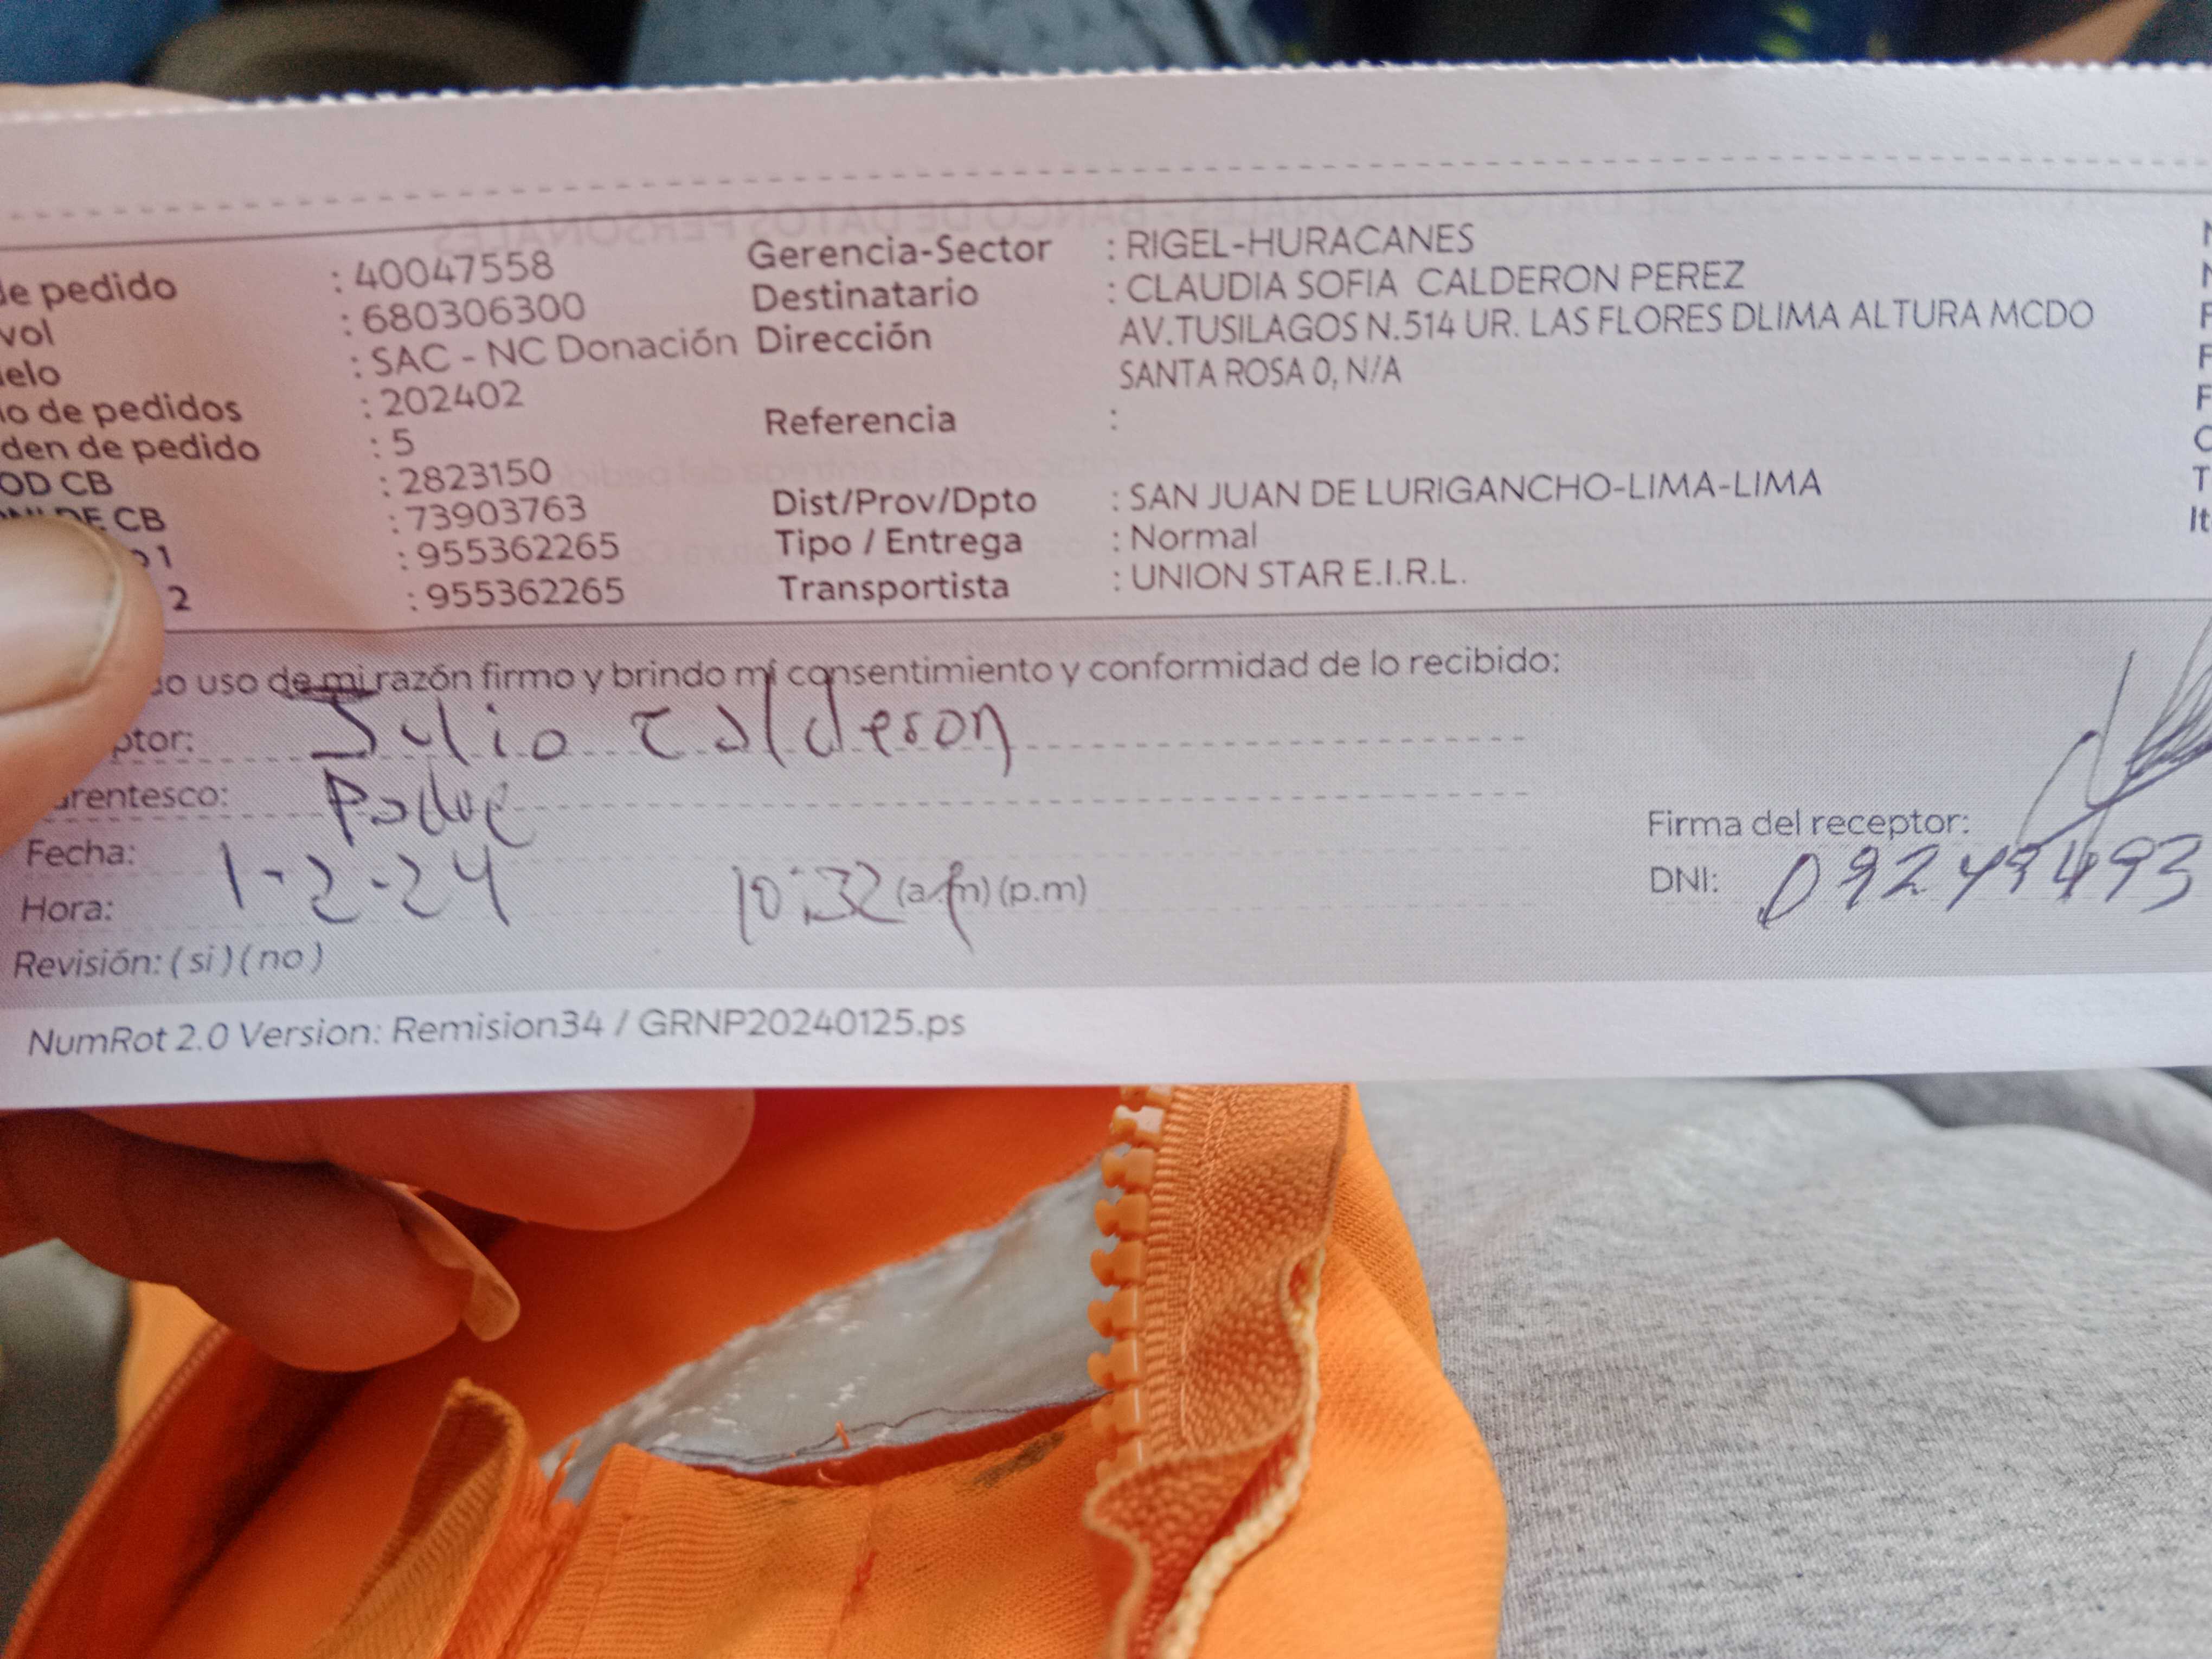 de pedido : 40047558 Gerencia-Sector : RIGEL-HURACANES
vol : 680306300 Destinatario : CLAUDIA SOFIA CALDERON PEREZ
elo : SAC - NC Donación Dirección AV.TUSILAGOS N.514 UR. LAS FLORES DLIMA ALTURA MCDO
SANTA ROSA 0, N/A
o de pedidos : 202402
den de pedido : 5 Referencia :
OD CB : 2823150
DE CB : 73903763 Dist/Prov/Dpto : SAN JUAN DE LURIGANCHO-LIMA-LIMA
1 : 955362265 Tipo / Entrega : Normal
2 : 955362265 Transportista : UNION STAR E.I.R.L.
o uso de mi razón firmo y brindo mi consentimiento y conformidad de lo recibido:
ptor: Julio Calderon
rentesco: Padre
Fecha: 1-2-24
Hora: 10:32 (a.m) (p.m)
Firma del receptor:
DNI:
Revisión: (si) (no)
NumRot 2.0 Version: Remision34 / GRNP20240125.ps